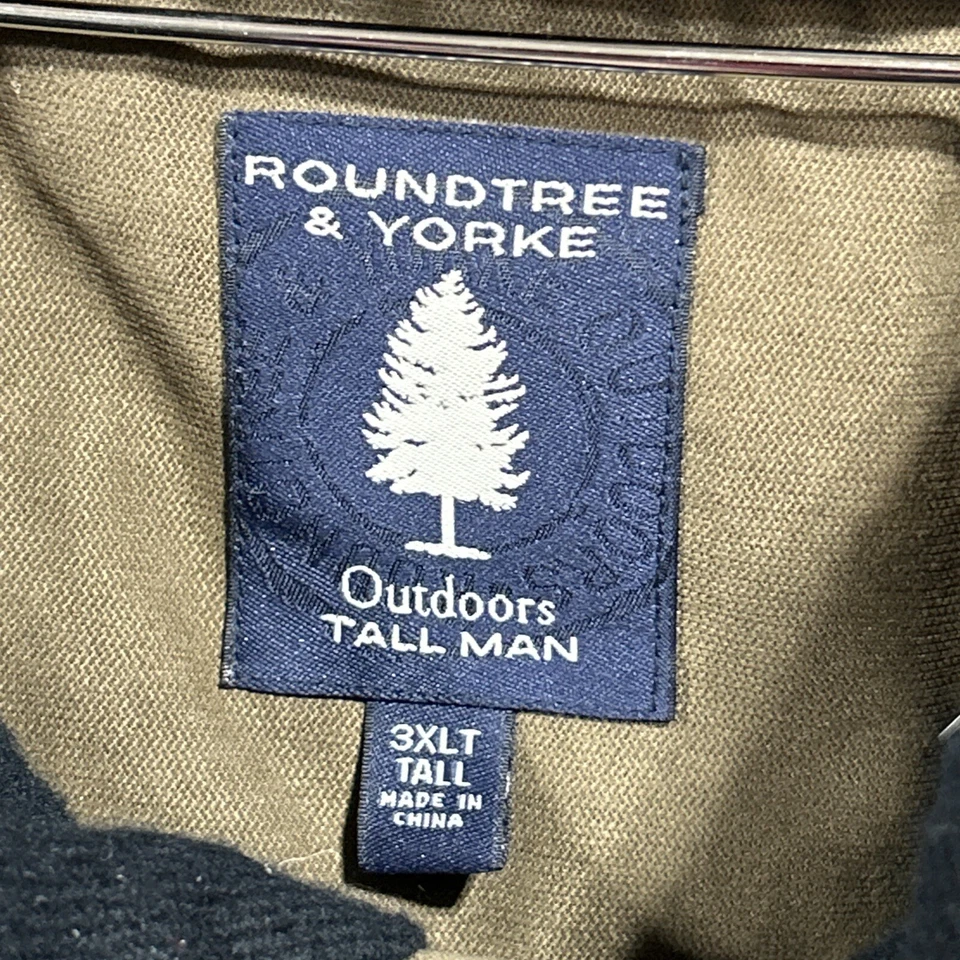 ROUNDTREE
& YORKE
Outdoors
TALL MAN
3XLT
TALL
MADE IN
CHINA